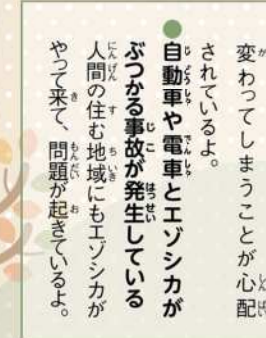 変わってしまうことが心配
されているよ。
●自動車や電車とエゾシカが
ぶつかる事故が発生している
人間の住む地域にもエゾシカが
やって来て、問題が起きているよ。